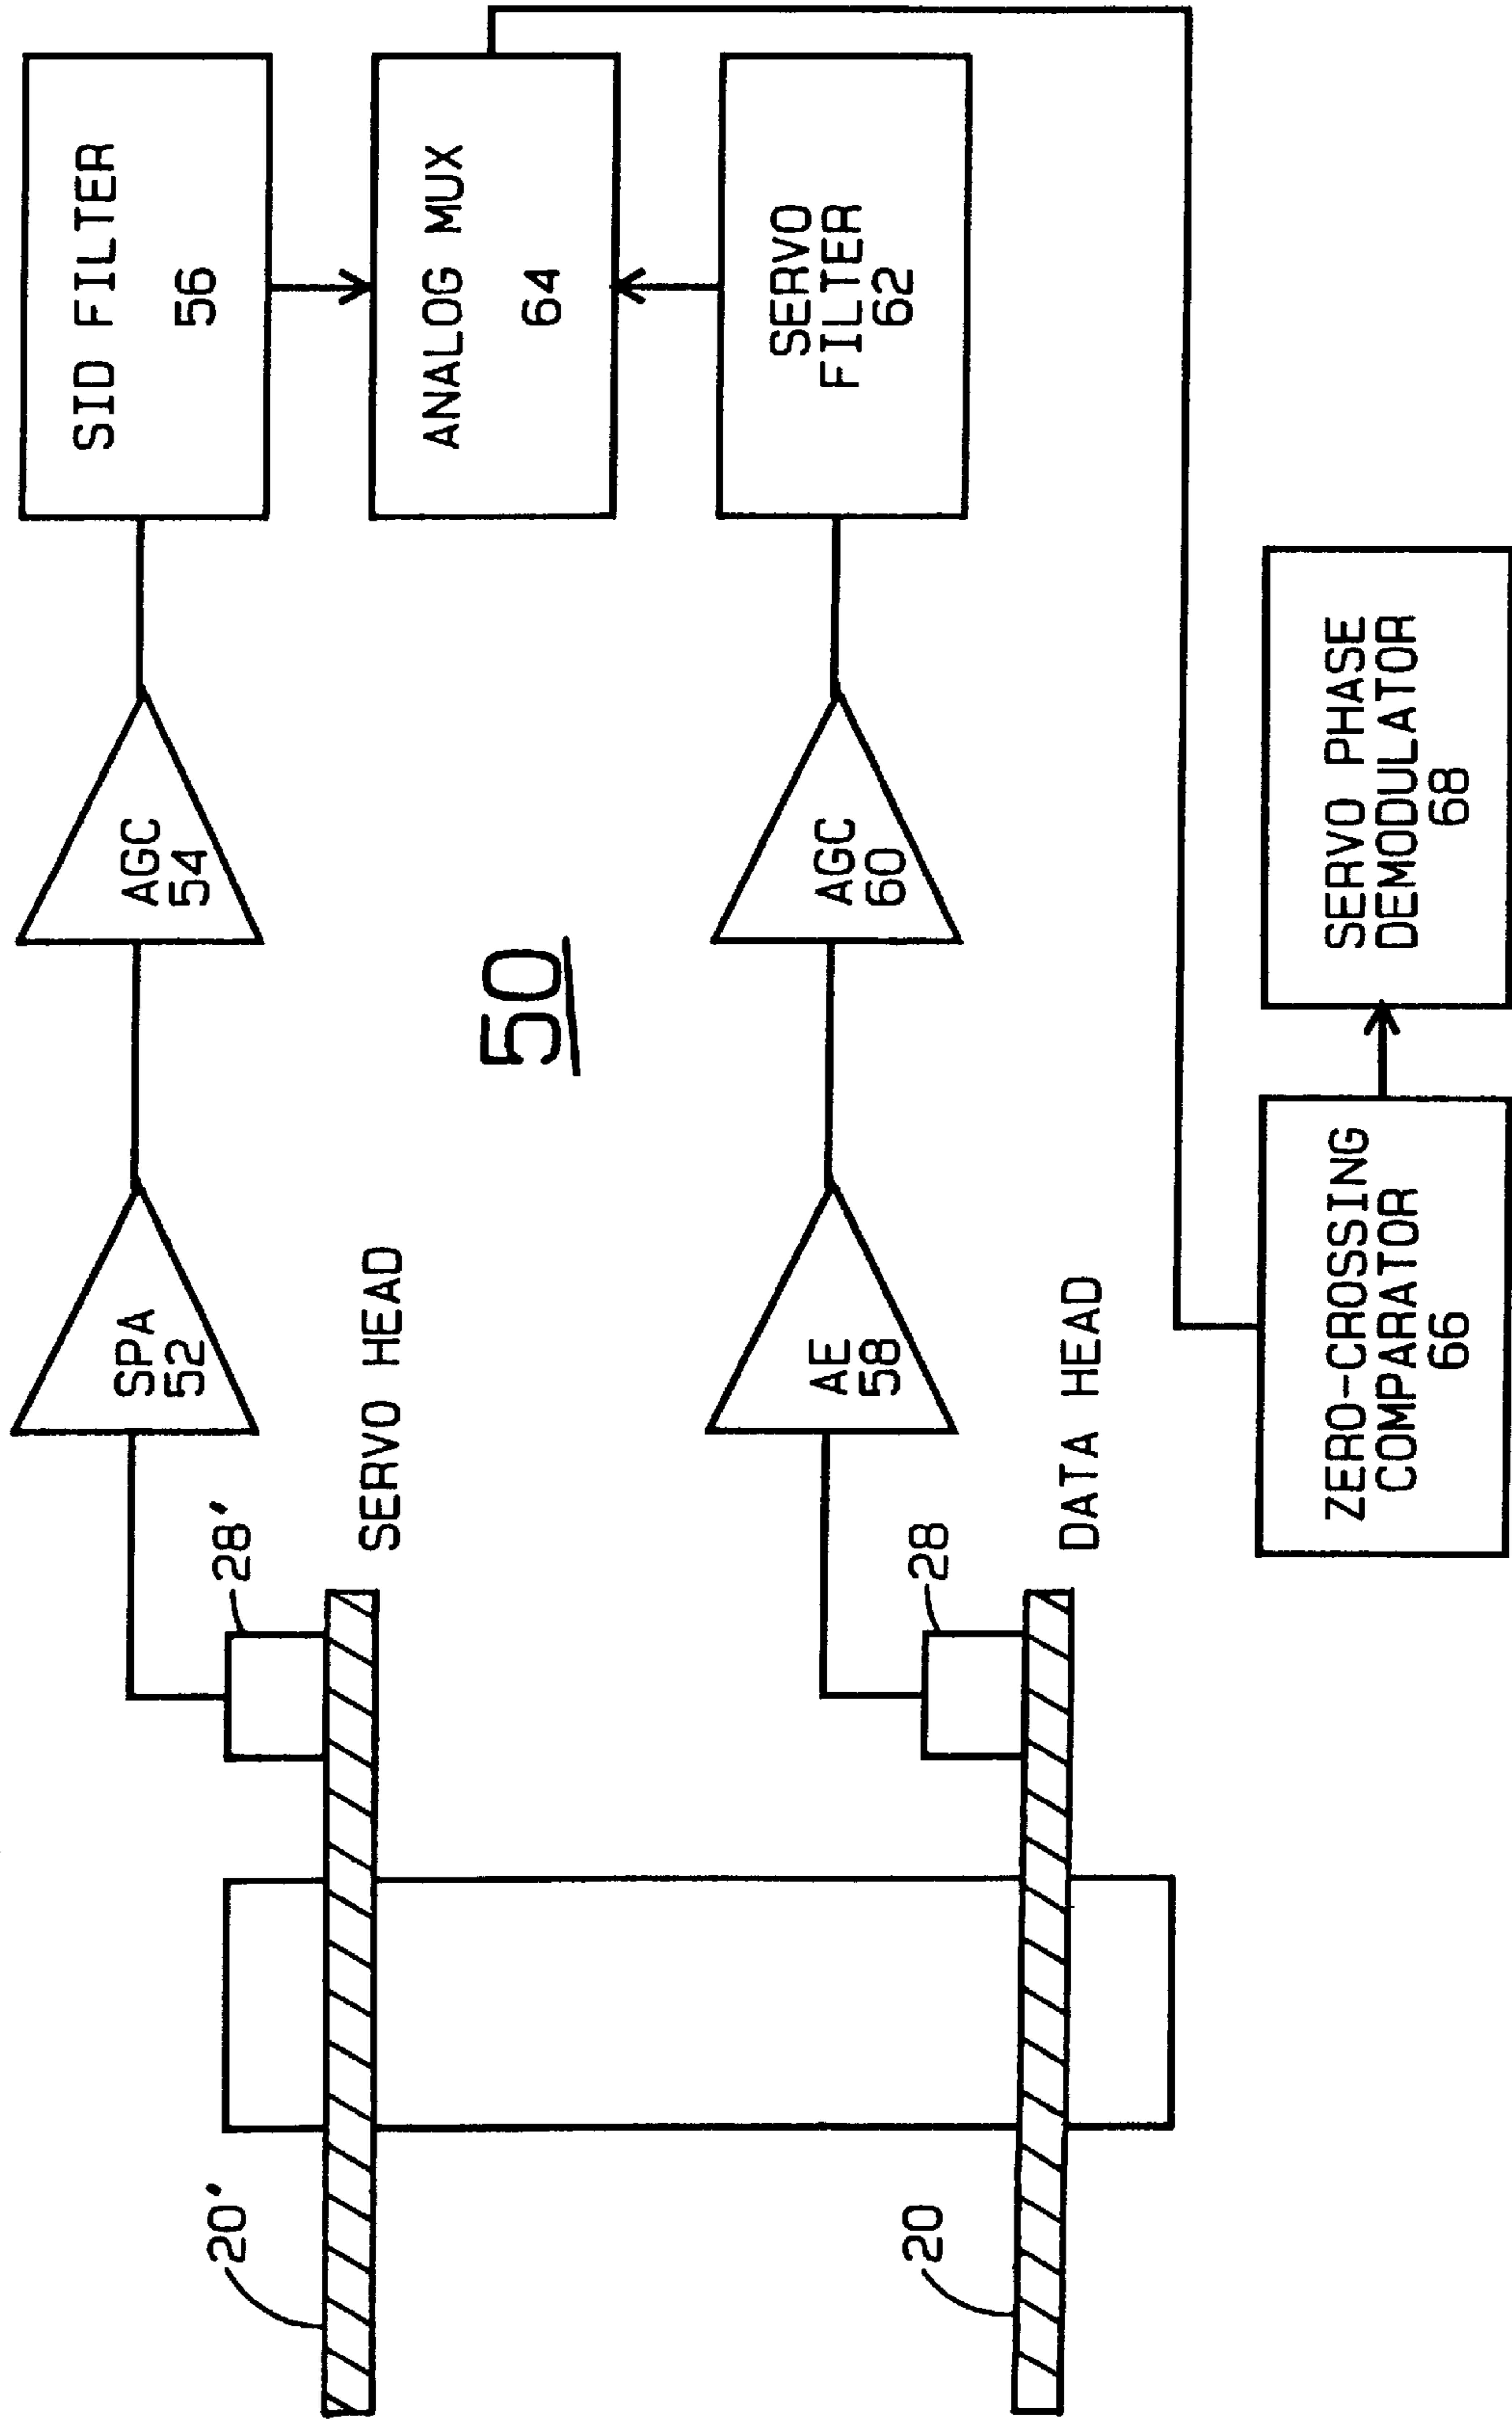 SPA
52
AGC
54
SID FILTER
56
28'
SERVO HEAD
20'
ANALOG MUX
64
50
AE
58
AGC
60
SERVO
FILTER
62
28
DATA HEAD
20
ZERO-CROSSING
COMPARATOR
66
SERVO PHASE
DEMODULATOR
68